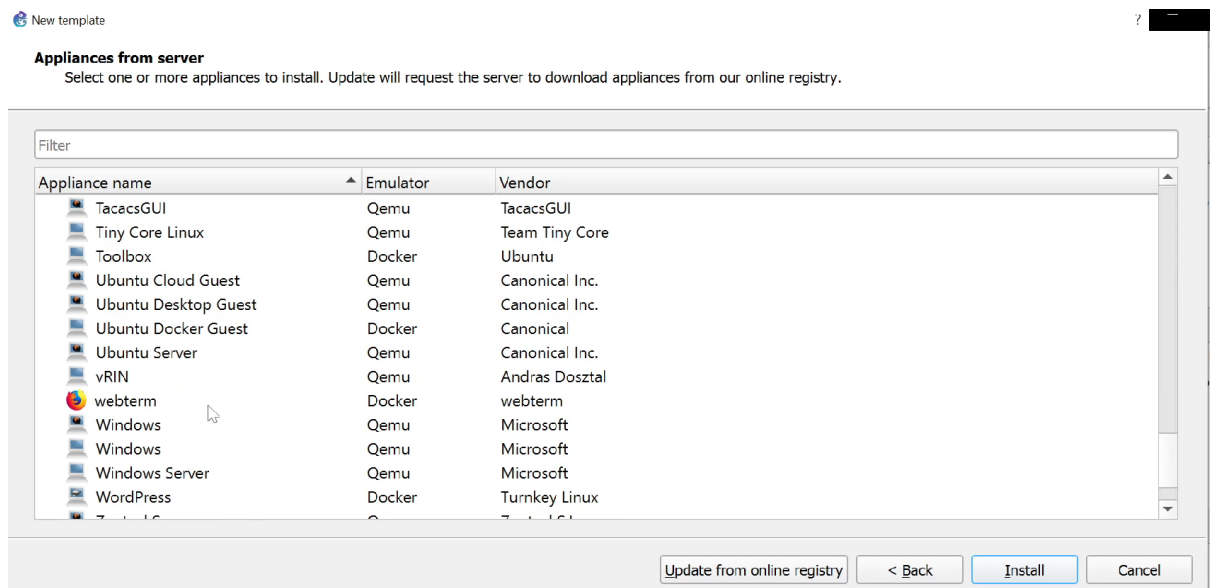 New template
?
Appliances from server
Select one or more appliances to install. Update will request the server to download appliances from our online registry.
Filter
Appliance name Emulator Vendor
TacacsGUI Qemu TacacsGUI
Tiny Core Linux Qemu Team Tiny Core
Toolbox Docker Ubuntu
Ubuntu Cloud Guest Qemu Canonical Inc.
Ubuntu Desktop Guest Qemu Canonical Inc.
Ubuntu Docker Guest Docker Canonical
Ubuntu Server Qemu Canonical Inc.
vRIN Qemu Andras Dosztal
webterm Docker webterm
Windows Qemu Microsoft
Windows Qemu Microsoft
Windows Server Qemu Microsoft
WordPress Docker Turnkey Linux
Update from online registry < Back Install Cancel